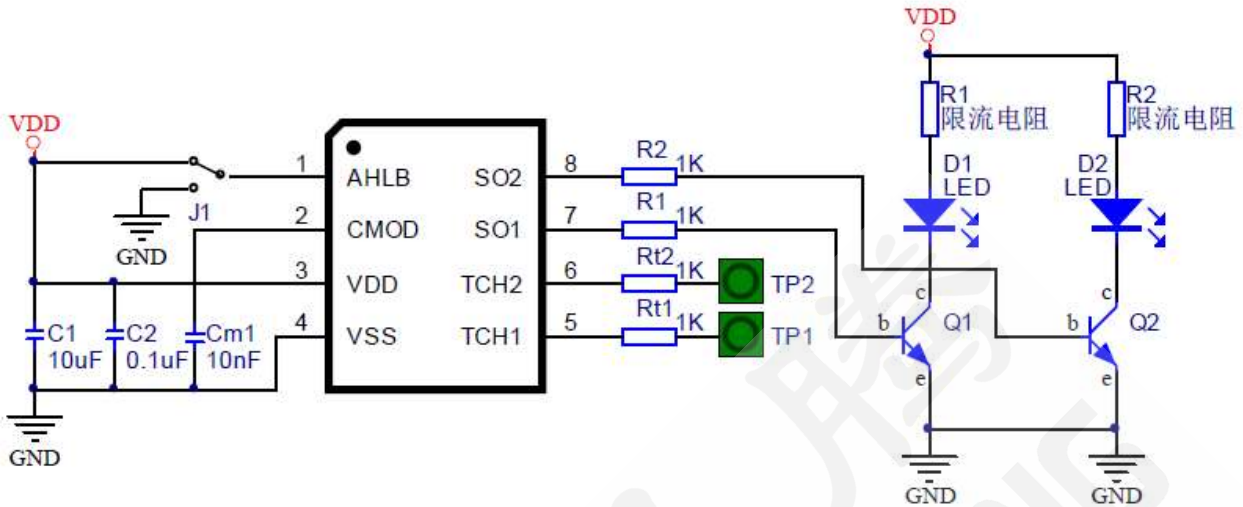 VDD
VDD
R1
限流电阻
R2
限流电阻
D1
LED
D2
LED
J1
GND
1
AHLB
2
CMOD
3
VDD
4
VSS
SO2
8
SO1
7
TCH2
6
TCH1
5
R2
1K
R1
1K
Rt2
1K
TP2
Rt1
1K
TP1
C1
10uF
C2
0.1uF
Cm1
10nF
GND
c
b
Q1
e
c
b
Q2
e
GND
GND
腾
NG